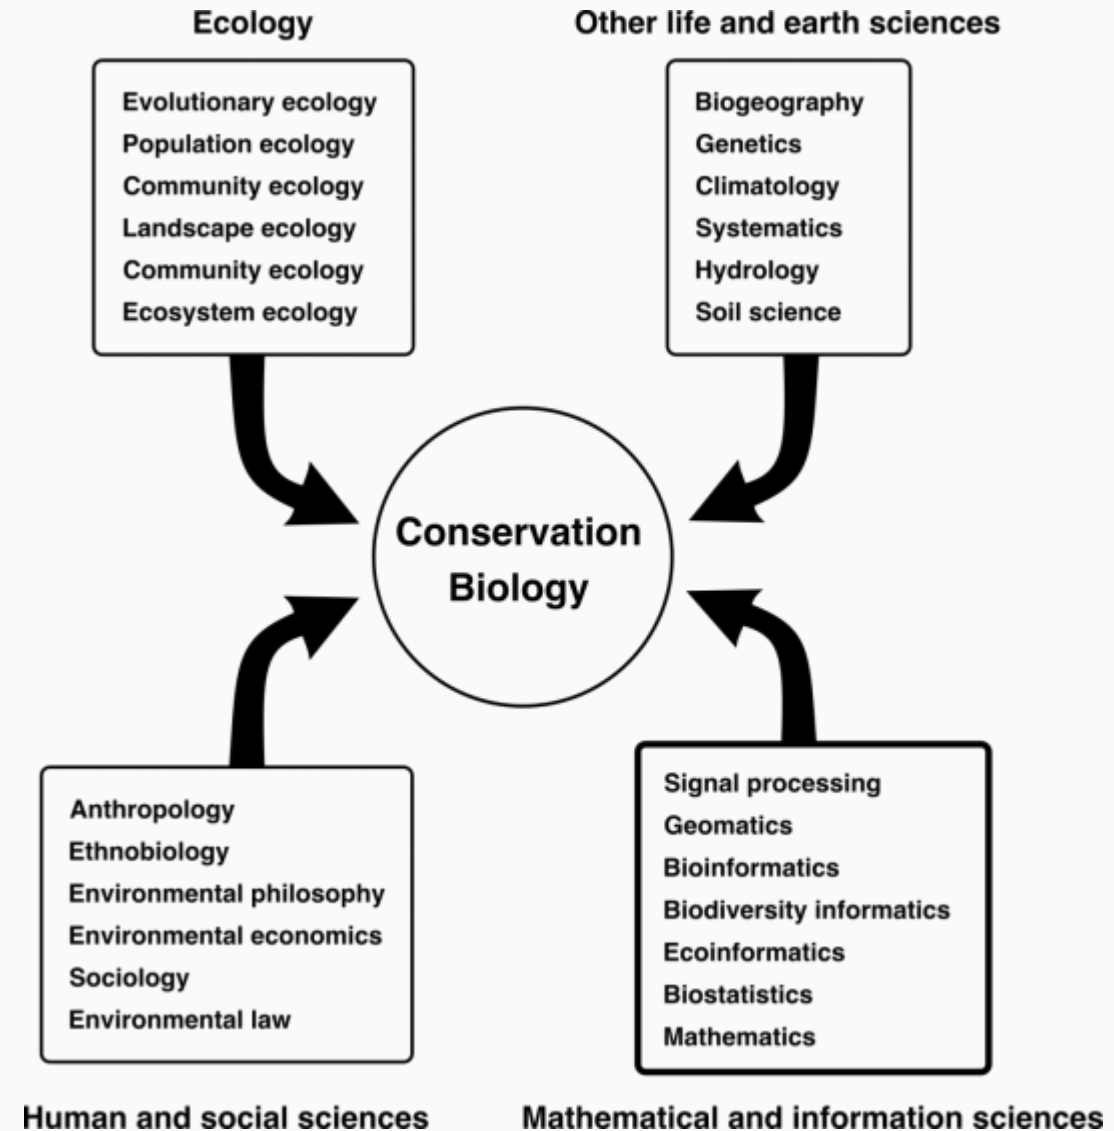 Ecology
Evolutionary ecology
Population ecology
Community ecology
Landscape ecology
Community ecology
Ecosystem ecology
Other life and earth sciences
Biogeography
Genetics
Climatology
Systematics
Hydrology
Soil science
Conservation
Biology
Anthropology
Ethnobiology
Environmental philosophy
Environmental economics
Sociology
Environmental law
Human and social sciences
Signal processing
Geomatics
Bioinformatics
Biodiversity informatics
Ecoinformatics
Biostatistics
Mathematics
Mathematical and information sciences